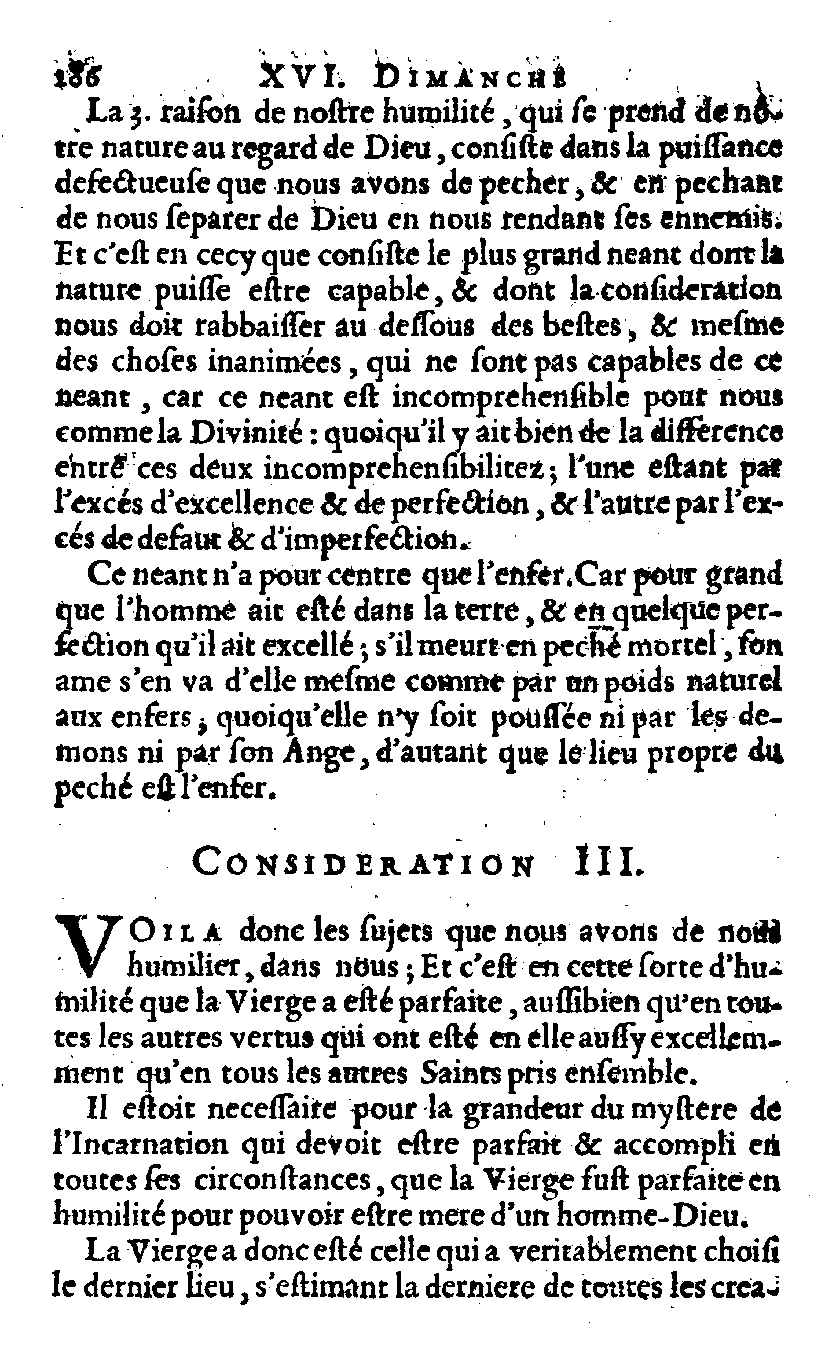 186 XVI. DIMANCHE
La 3. raiſon de noſtre humilité, qui ſe prend de nô-
tre nature au regard de Dieu, conſiſte dans la puiſſance
defectueuſe que nous avons de pecher, & en pechant
de nous ſeparer de Dieu en nous rendant ſes ennemis.
Et c'eſt en cecy que conſiſte le plus grand neant dont la
nature puiſſe eſtre capable, & dont la conſideration
nous doit rabbaiſſer au deſſous des beſtes, & meſme
des choſes inanimées, qui ne ſont pas capables de ce
neant, car ce neant eſt incomprehenſible pour nous
comme la Divinité : quoiqu'il y ait bien de la difference
entre ces deux incomprehenſibilitez; l'une eſtant par
l'excés d'excellence & de perfection, & l'autre par l'ex-
cés de defaut & d'imperfection.
Ce neant n'a pour centre que l'enfer. Car pour grand
que l'homme ait eſté dans la terre, & en quelque per-
fection qu'il ait excellé; s'il meurt en peché mortel, ſon
ame s'en va d'elle meſme comme par un poids naturel
aux enfers; quoiqu'elle n'y ſoit pouſſée ni par les de-
mons ni par ſon Ange, d'autant que le lieu propre du
peché eſt l'enfer.
CONSIDERATION III.
VOILA donc les ſujets que nous avons de nous
humilier, dans nous; Et c'eſt en cette ſorte d'hu-
milité que la Vierge a eſté parfaite, auſſibien qu'en tou-
tes les autres vertus qui ont eſté en elle auſſy excellem-
ment qu'en tous les autres Saints pris enſemble.
Il eſtoit neceſſaire pour la grandeur du myſtere de
l'Incarnation qui devoit eſtre parfait & accompli en
toutes ſes circonſtances, que la Vierge fuſt parfaite en
humilité pour pouvoir eſtre mere d'un homme-Dieu.
La Vierge a donc eſté celle qui a veritablement choiſi
le dernier lieu, s'eſtimant la derniere de toutes les crea-